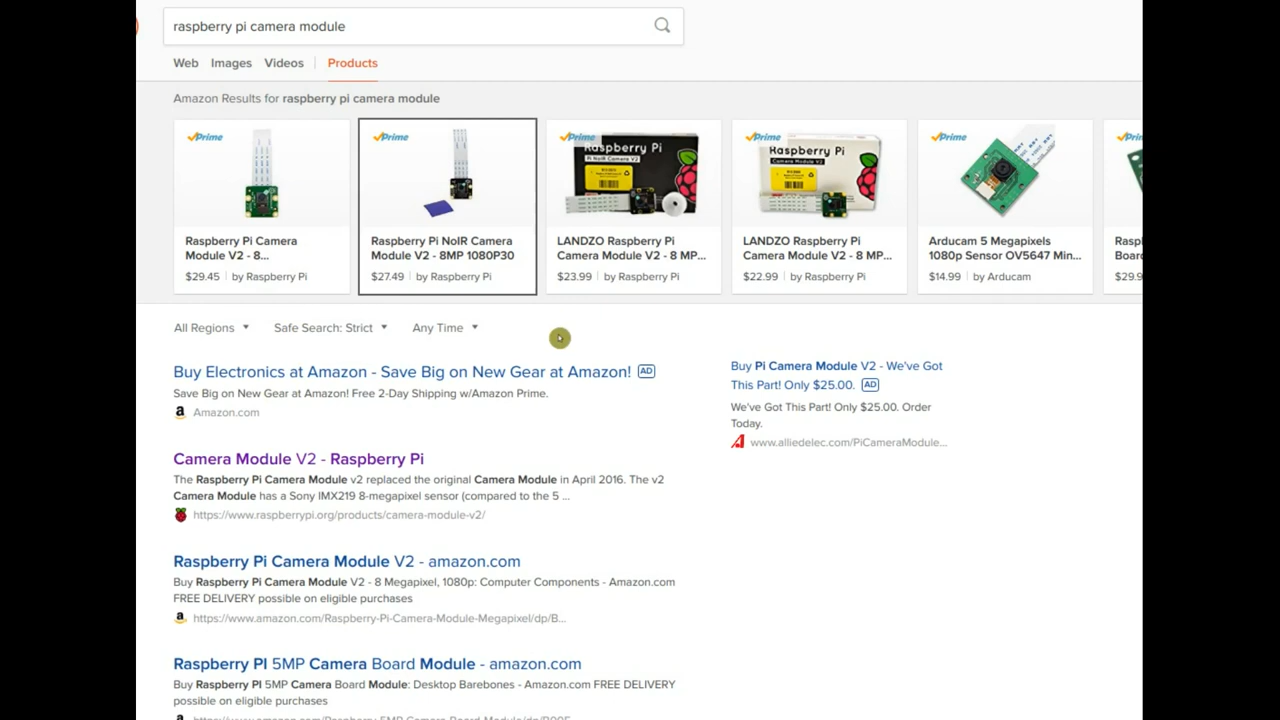 raspberry pi camera module
Web Images Videos Products
Amazon Results for raspberry pi camera module
Prime
Raspberry Pi Camera
Module V2 - 8...
$29.45 by Raspberry Pi
Prime
Raspberry Pi NoIR Camera
Module V2 - 8MP 1080P30
$27.49 by Raspberry Pi
Prime
Raspberry Pi
Pi NoIR Camera V2
LANDZO Raspberry Pi
Camera Module V2 - 8 MP...
$23.99 by Raspberry Pi
Prime
Raspberry Pi
Camera Module V2
LANDZO Raspberry Pi
Camera Module V2 - 8 MP...
$22.99 by Raspberry Pi
Prime
Arducam 5 Megapixels
1080p Sensor OV5647 Min...
$14.99 by Arducam
All Regions Safe Search: Strict Any Time
Buy Electronics at Amazon - Save Big on New Gear at Amazon! AD
Save Big on New Gear at Amazon! Free 2-Day Shipping w/Amazon Prime.
a Amazon.com
Camera Module V2 - Raspberry Pi
The Raspberry Pi Camera Module v2 replaced the original Camera Module in April 2016. The v2
Camera Module has a Sony IMX219 8-megapixel sensor (compared to the 5 ...
https://www.raspberrypi.org/products/camera-module-v2/
Raspberry Pi Camera Module V2 - amazon.com
Buy Raspberry Pi Camera Module V2 - 8 Megapixel, 1080p: Computer Components - Amazon.com
FREE DELIVERY possible on eligible purchases
a https://www.amazon.com/Raspberry-Pi-Camera-Module-Megapixel/dp/B...
Raspberry PI 5MP Camera Board Module - amazon.com
Buy Raspberry PI 5MP Camera Board Module: Desktop Barebones - Amazon.com FREE DELIVERY
possible on eligible purchases
Buy Pi Camera Module V2 - We've Got
This Part! Only $25.00. AD
We've Got This Part! Only $25.00. Order
Today.
www.alliedelec.com/PiCameraModule...